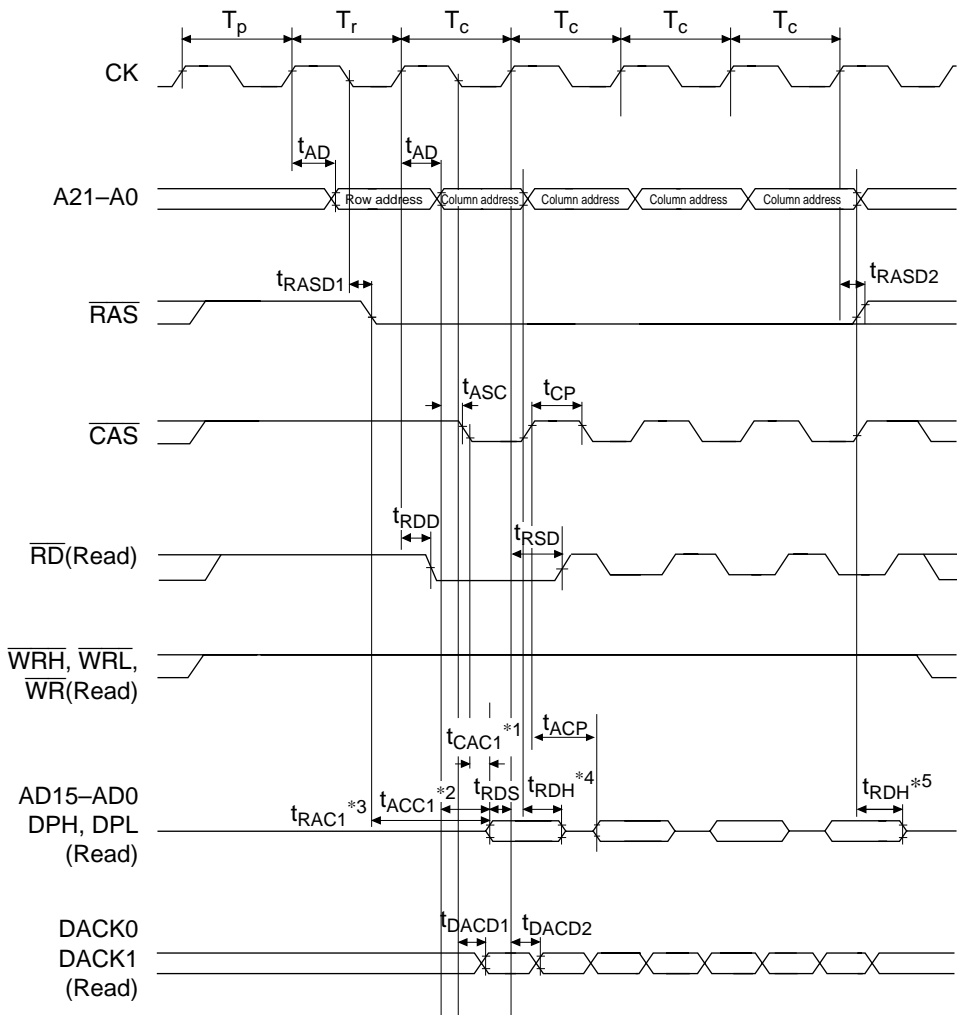 Tp Tr Tc Tc Tc Tc
CK
tAD tAD
A21–A0 Row address Column address Column address Column address Column address
tRASD1 tRASD2
RAS
tASC tCP
CAS
tRDD tRSD
RD(Read)
WRH, WRL,
WR(Read)
tCAC1*1 tACP
AD15–AD0
DPH, DPL
(Read)
tRAC1*3 tACC1*2 tRDS tRDH*4 tRDH*5
DACK0
DACK1
(Read)
tDACD1 tDACD2